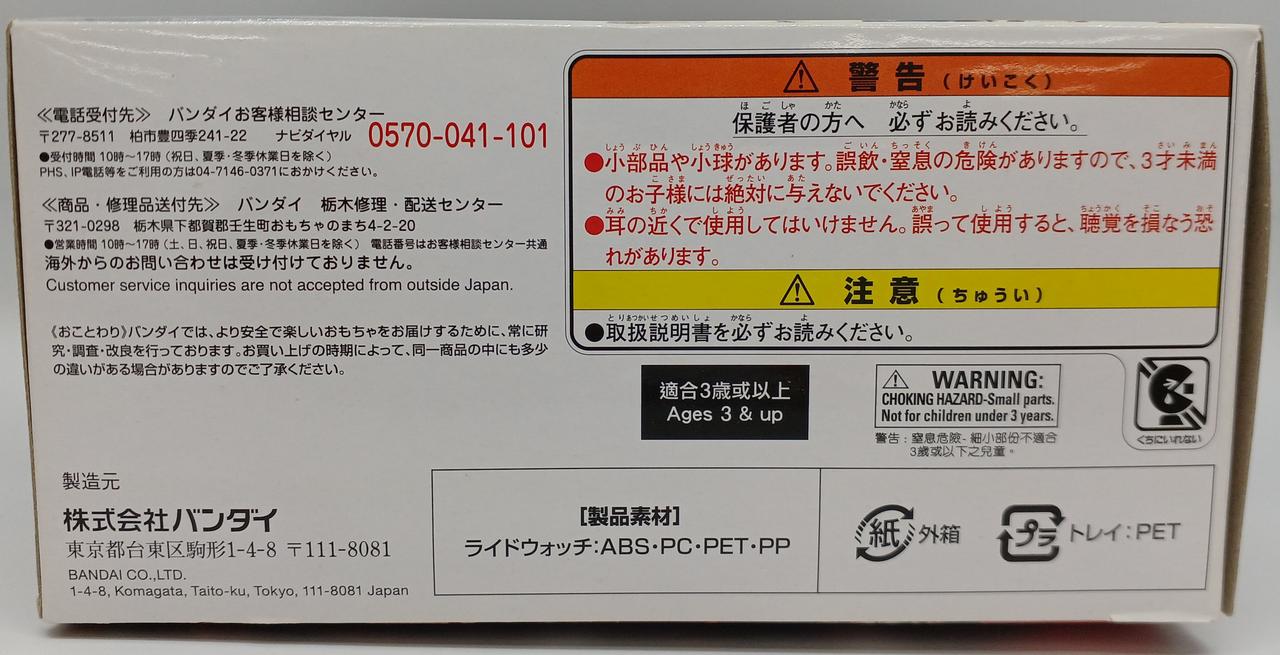 ≪電話受付先≫ バンダイお客様相談センター
〒277-8511 柏市豊四季241-22 ナビダイヤル 0570-041-101
●受付時間 10時〜17時(祝日、夏季・冬季休業日を除く)
PHS、IP電話等をご利用の方は04-7146-0371におかけください。
≪商品・修理品送付先≫ バンダイ 栃木修理・配送センター
〒321-0298 栃木県下都賀郡壬生町おもちゃのまち4-2-20
●営業時間 10時〜17時(土、日、祝日、夏季・冬季休業日を除く) 電話番号はお客様相談センター共通
海外からのお問い合わせは受け付けておりません。
Customer service inquiries are not accepted from outside Japan.
《おことわり》バンダイでは、より安全で楽しいおもちゃをお届けするために、常に研
究・調査・改良を行っております。お買い上げの時期によって、同一商品の中にも多少
の違いがある場合がありますのでご了承ください。
⚠ 警告(けいこく)
保護者の方へ 必ずお読みください。
●小部品や小球があります。誤飲・窒息の危険がありますので、3才未満
のお子様には絶対に与えないでください。
●耳の近くで使用してはいけません。誤って使用すると、聴覚を損なう恐
れがあります。
⚠ 注意(ちゅうい)
●取扱説明書を必ずお読みください。
適合3歳或以上
Ages 3 & up
⚠ WARNING:
CHOKING HAZARD-Small parts.
Not for children under 3 years.
警告:窒息危險-細小部份不適合
3歲或以下之兒童。
くちにいれない
製造元
株式会社バンダイ
東京都台東区駒形1-4-8 〒111-8081
BANDAI CO.,LTD.
1-4-8, Komagata, Taito-ku, Tokyo, 111-8081 Japan
[製品素材]
ライドウォッチ:ABS・PC・PET・PP
紙 外箱
プラ トレイ:PET